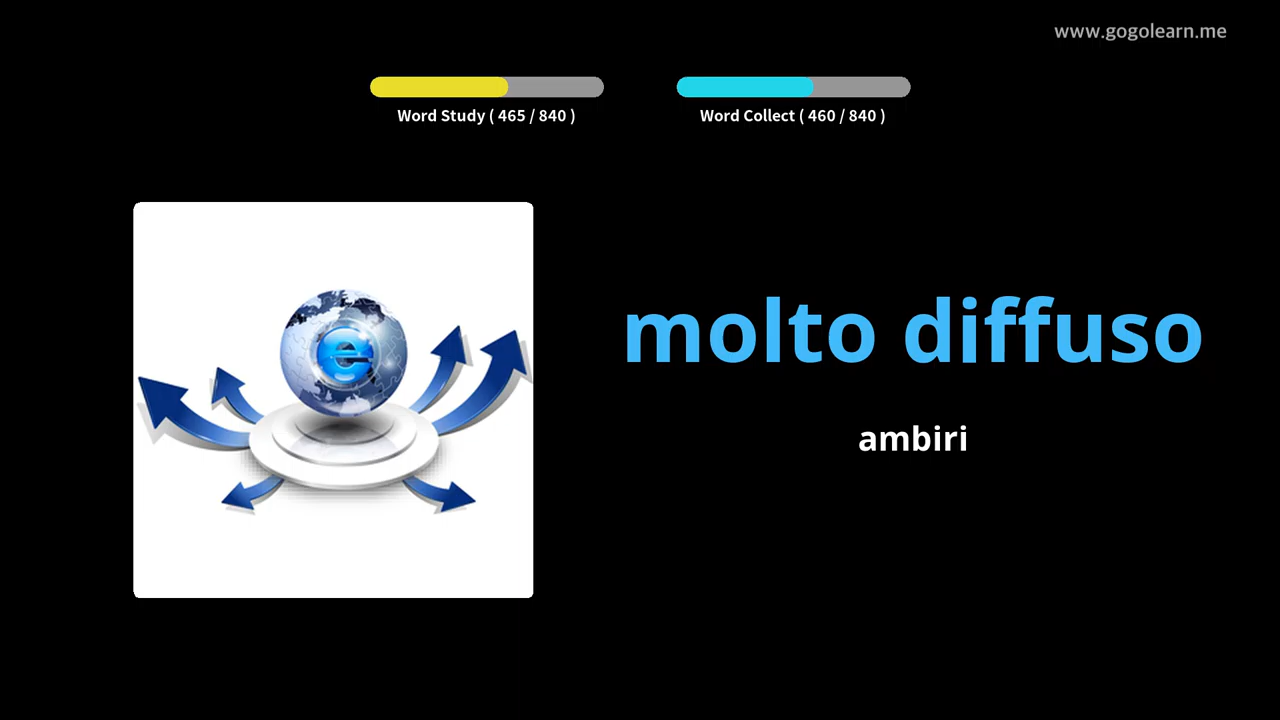 www.gogolearn.me
Word Study ( 465 / 840 )
Word Collect ( 460 / 840 )
e
molto diffuso
ambiri